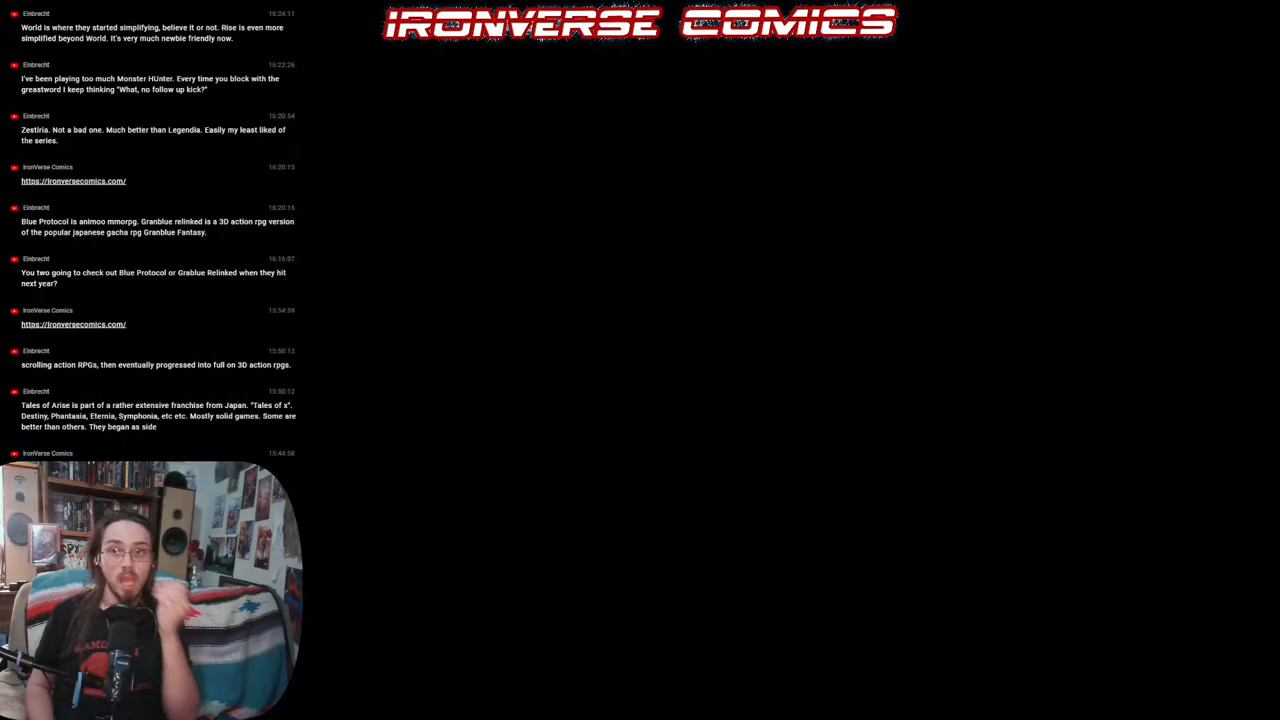 IRONVERSE COMICS
Einbrecht 16:24:11
World is where they started simplifying, believe it or not. Rise is even more
simplified beyond World. It's very much newbie friendly now.
Einbrecht 16:22:26
I've been playing too much Monster HUnter. Every time you block with the
greastword I keep thinking "What, no follow up kick?"
Einbrecht 16:20:54
Zestiria. Not a bad one. Much better than Legendia. Easily my least liked of
the series.
IronVerse Comics 16:20:15
https://ironversecomics.com/
Einbrecht 16:20:15
Blue Protocol is animoo mmorpg. Granblue relinked is a 3D action rpg version
of the popular japanese gacha rpg Granblue Fantasy.
Einbrecht 16:16:07
You two going to check out Blue Protocol or Grablue Relinked when they hit
next year?
IronVerse Comics 15:54:59
https://ironversecomics.com/
Einbrecht 15:50:12
scrolling action RPGs, then eventually progressed into full on 3D action rpgs.
Einbrecht 15:50:12
Tales of Arise is part of a rather extensive franchise from Japan. "Tales of x".
Destiny, Phantasia, Eternia, Symphonia, etc etc. Mostly solid games. Some are
better than others. They began as side
IronVerse Comics 15:44:58